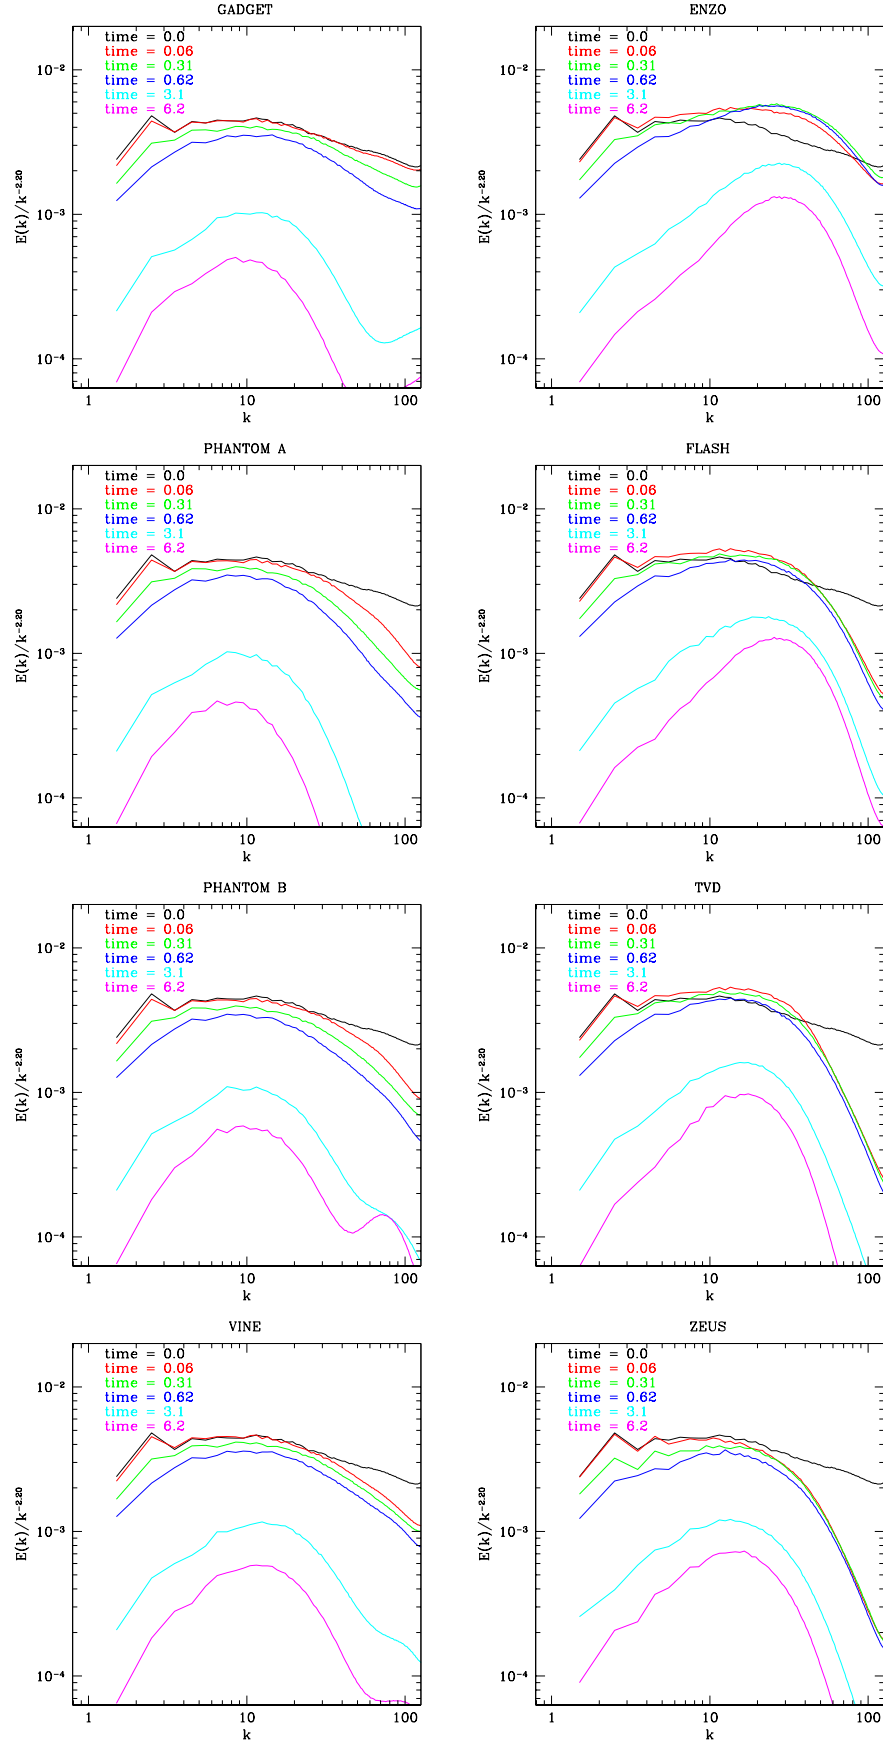 GADGET
time = 0.0
time = 0.06
time = 0.31
time = 0.62
time = 3.1
time = 6.2
10⁻²
10⁻³
10⁻⁴
E(k)/k⁻²·²⁰
1 10 100
k
ENZO
time = 0.0
time = 0.06
time = 0.31
time = 0.62
time = 3.1
time = 6.2
10⁻²
10⁻³
10⁻⁴
E(k)/k⁻²·²⁰
1 10 100
k
PHANTOM A
time = 0.0
time = 0.06
time = 0.31
time = 0.62
time = 3.1
time = 6.2
10⁻²
10⁻³
10⁻⁴
E(k)/k⁻²·²⁰
1 10 100
k
FLASH
time = 0.0
time = 0.06
time = 0.31
time = 0.62
time = 3.1
time = 6.2
10⁻²
10⁻³
10⁻⁴
E(k)/k⁻²·²⁰
1 10 100
k
PHANTOM B
time = 0.0
time = 0.06
time = 0.31
time = 0.62
time = 3.1
time = 6.2
10⁻²
10⁻³
10⁻⁴
E(k)/k⁻²·²⁰
1 10 100
k
TVD
time = 0.0
time = 0.06
time = 0.31
time = 0.62
time = 3.1
time = 6.2
10⁻²
10⁻³
10⁻⁴
E(k)/k⁻²·²⁰
1 10 100
k
VINE
time = 0.0
time = 0.06
time = 0.31
time = 0.62
time = 3.1
time = 6.2
10⁻²
10⁻³
10⁻⁴
E(k)/k⁻²·²⁰
1 10 100
k
ZEUS
time = 0.0
time = 0.06
time = 0.31
time = 0.62
time = 3.1
time = 6.2
10⁻²
10⁻³
10⁻⁴
E(k)/k⁻²·²⁰
1 10 100
k